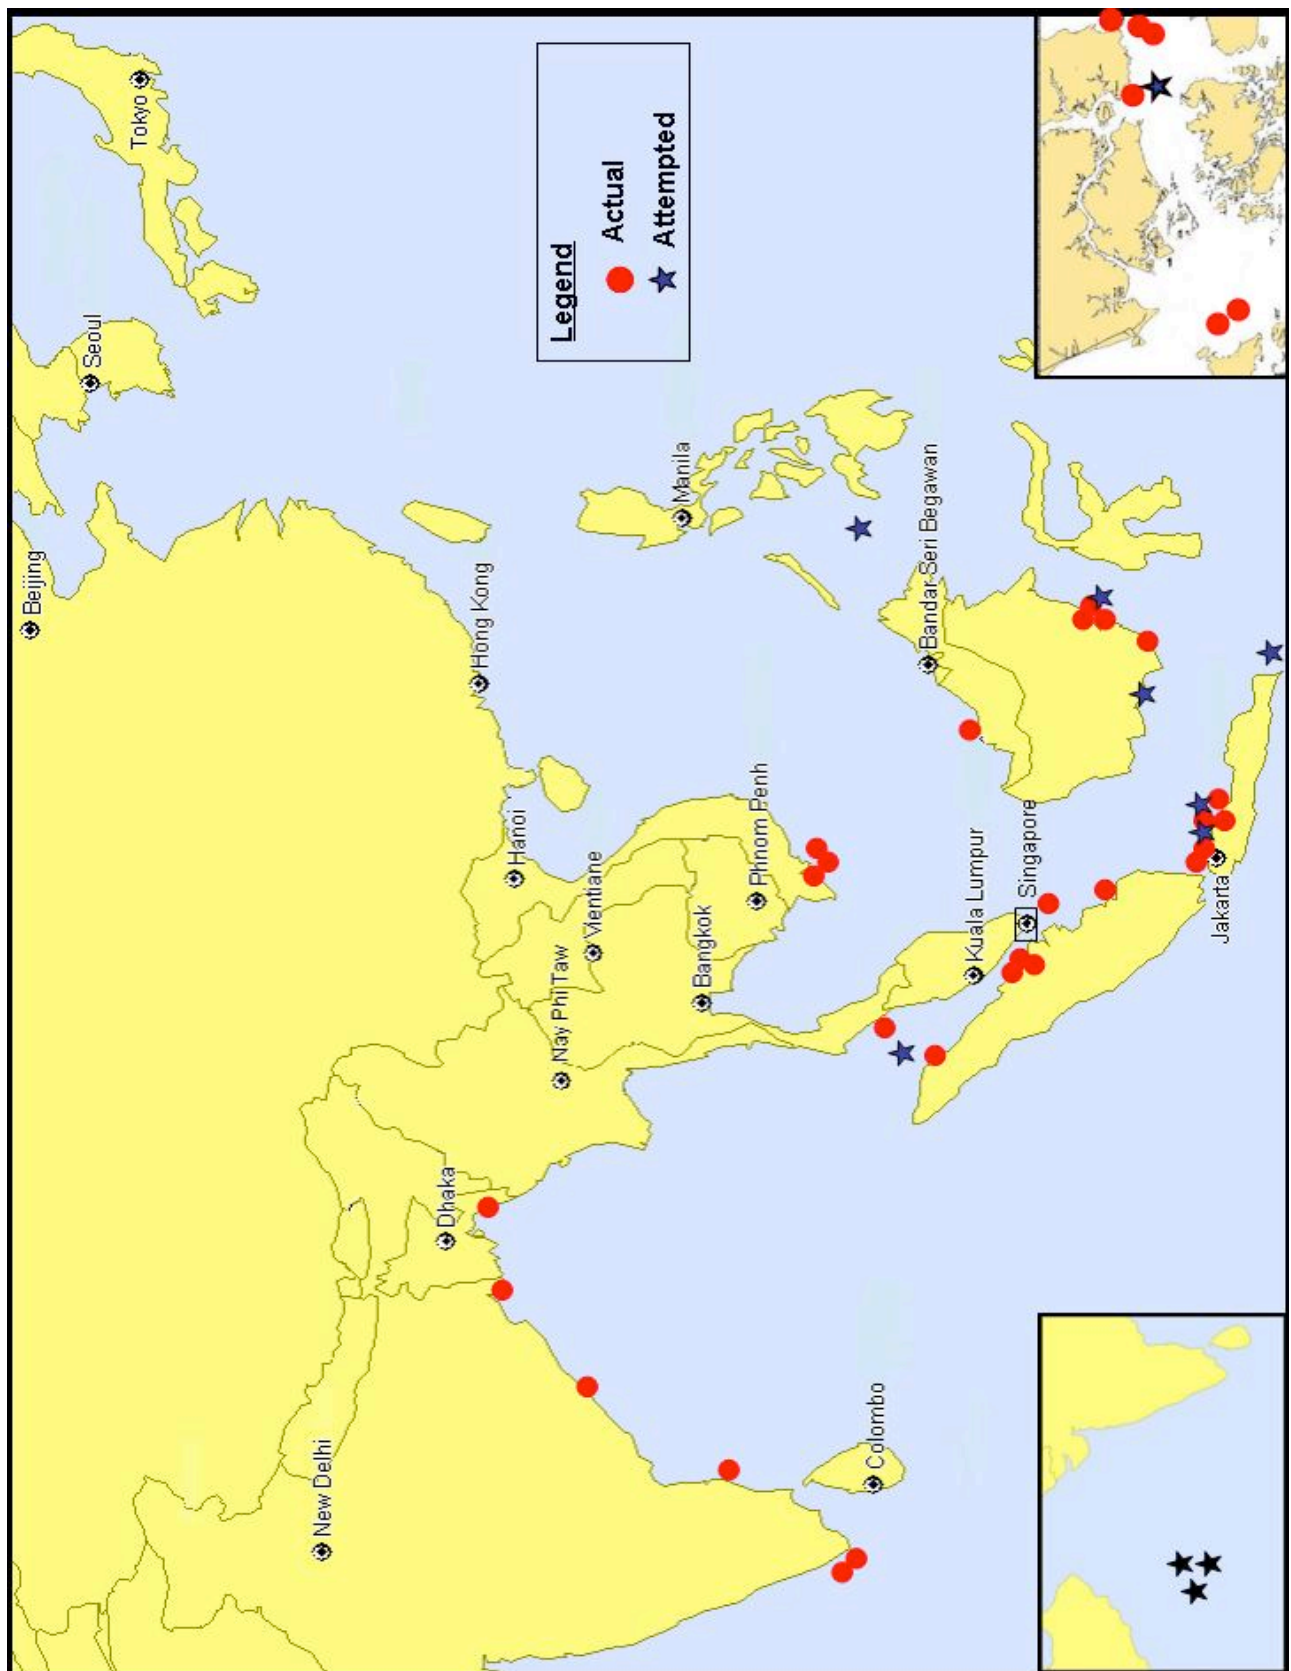 Beijing
Seoul
Tokyo
New Delhi
Dhaka
Hong Kong
Hanoi
Nay Phi Taw
Vientiane
Manila
Bangkok
Phnom Penh
Colombo
Bandar Seri Begawan
Kuala Lumpur
Singapore
Jakarta
Legend
Actual
Attempted